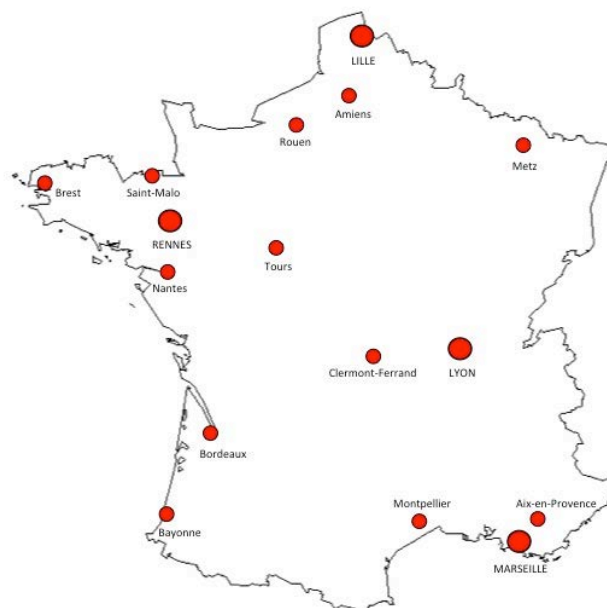 LILLE
Amiens
Rouen
Metz
Brest
Saint-Malo
RENNES
Tours
Nantes
Clermont-Ferrand
LYON
Bordeaux
Montpellier
Aix-en-Provence
Bayonne
MARSEILLE